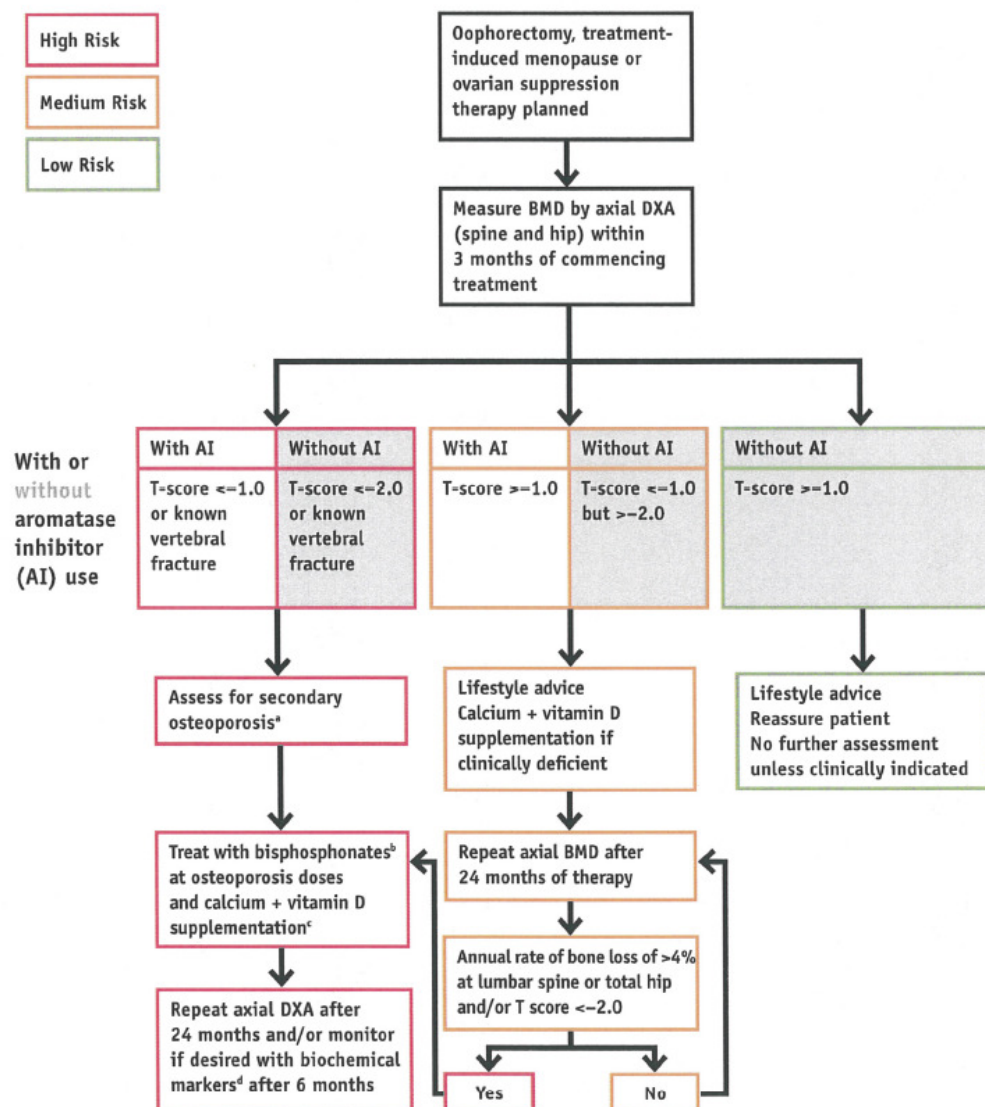 High Risk
Medium Risk
Low Risk
Oophorectomy, treatment-
induced menopause or
ovarian suppression
therapy planned
Measure BMD by axial DXA
(spine and hip) within
3 months of commencing
treatment
With or
without
aromatase
inhibitor
(AI) use
With AI
T-score <−1.0
or known
vertebral
fracture
Without AI
T-score <−2.0
or known
vertebral
fracture
With AI
T-score >−1.0
Without AI
T-score <−1.0
but >−2.0
Without AI
T-score >−1.0
Assess for secondary
osteoporosisᵃ
Lifestyle advice
Calcium + vitamin D
supplementation if
clinically deficient
Lifestyle advice
Reassure patient
No further assessment
unless clinically indicated
Treat with bisphosphonatesᵇ
at osteoporosis doses
and calcium + vitamin D
supplementationᶜ
Repeat axial BMD after
24 months of therapy
Annual rate of bone loss of >4%
at lumbar spine or total hip
and/or T score <−2.0
Repeat axial DXA after
24 months and/or monitor
if desired with biochemical
markersᵈ after 6 months
Yes
No